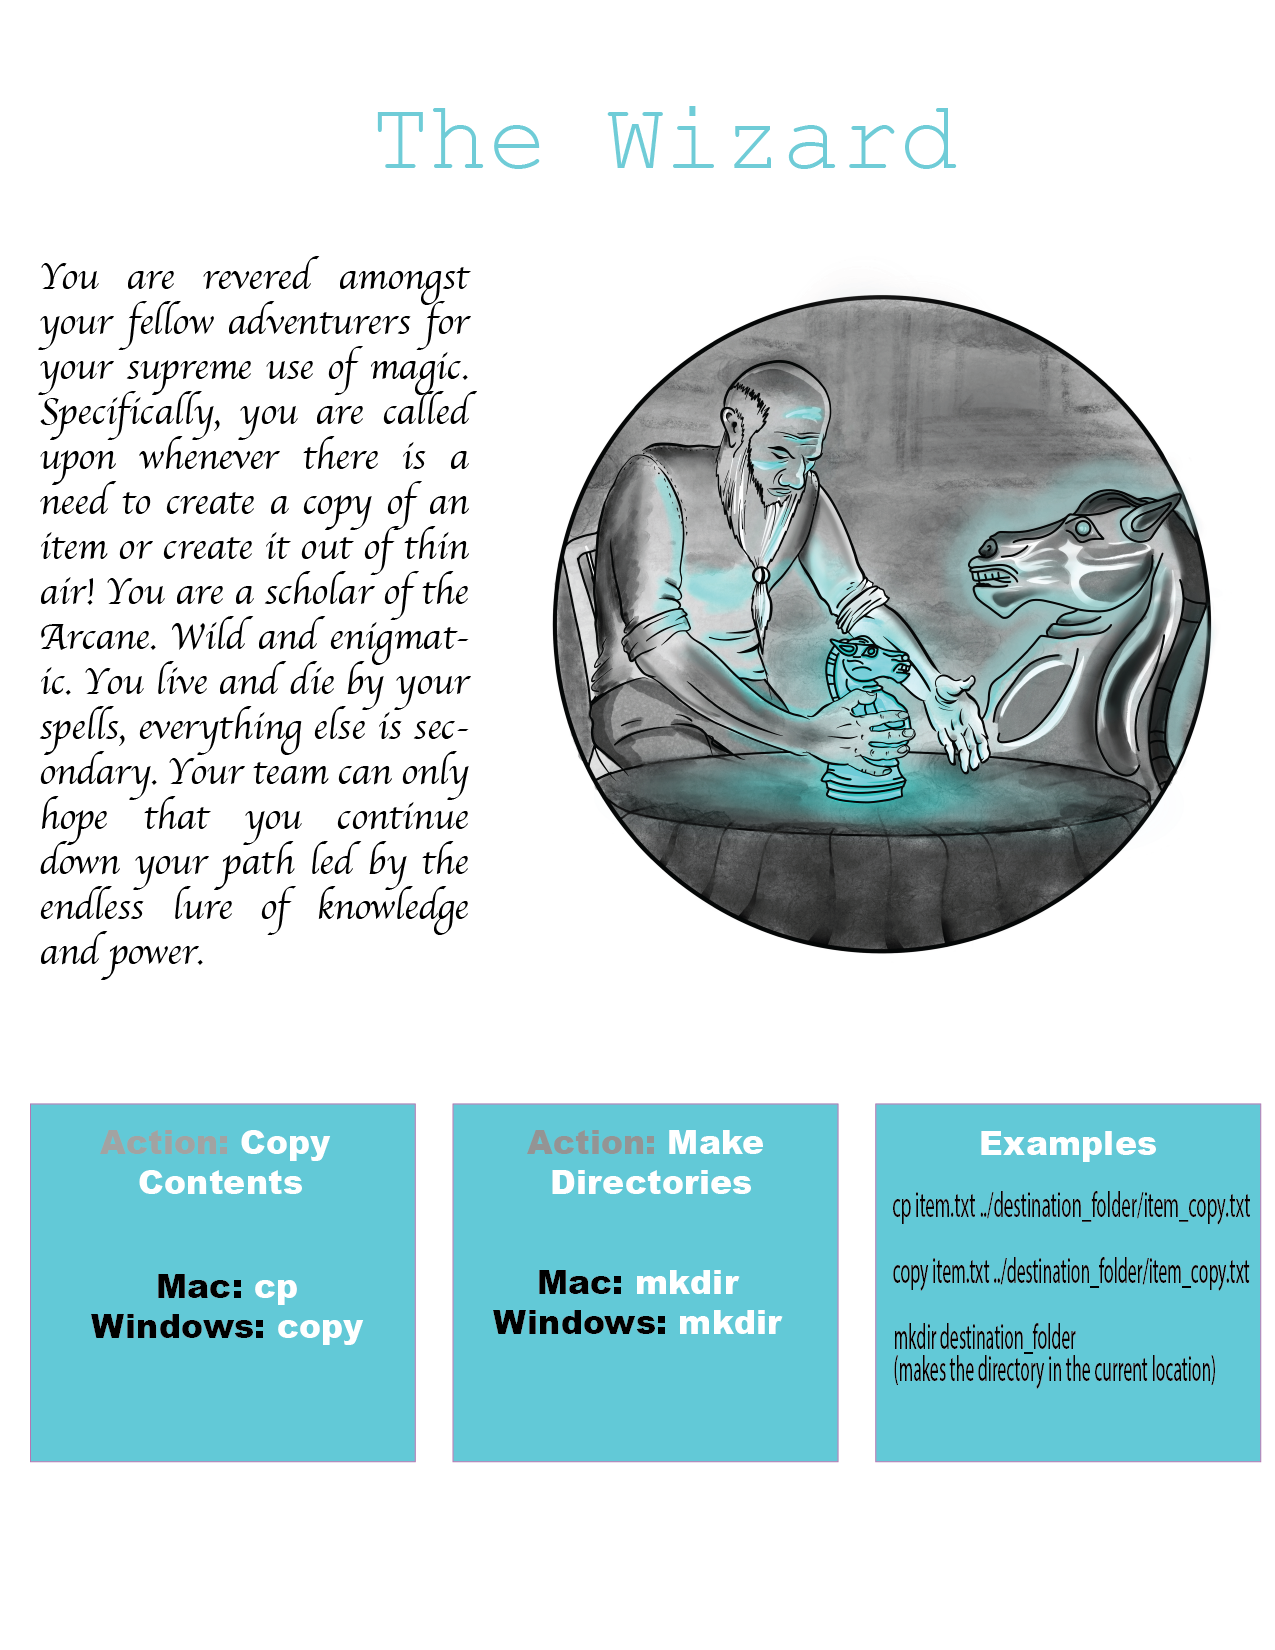 The Wizard
You are revered amongst
your fellow adventurers for
your supreme use of magic.
Specifically, you are called
upon whenever there is a
need to create a copy of an
item or create it out of thin
air! You are a scholar of the
Arcane. Wild and enigmat-
ic. You live and die by your
spells, everything else is sec-
ondary. Your team can only
hope that you continue
down your path led by the
endless lure of knowledge
and power.
Action: Copy
Contents
Mac: cp
Windows: copy
Action: Make
Directories
Mac: mkdir
Windows: mkdir
Examples
cp item.txt ../destination_folder/item_copy.txt
copy item.txt ../destination_folder/item_copy.txt
mkdir destination_folder
(makes the directory in the current location)